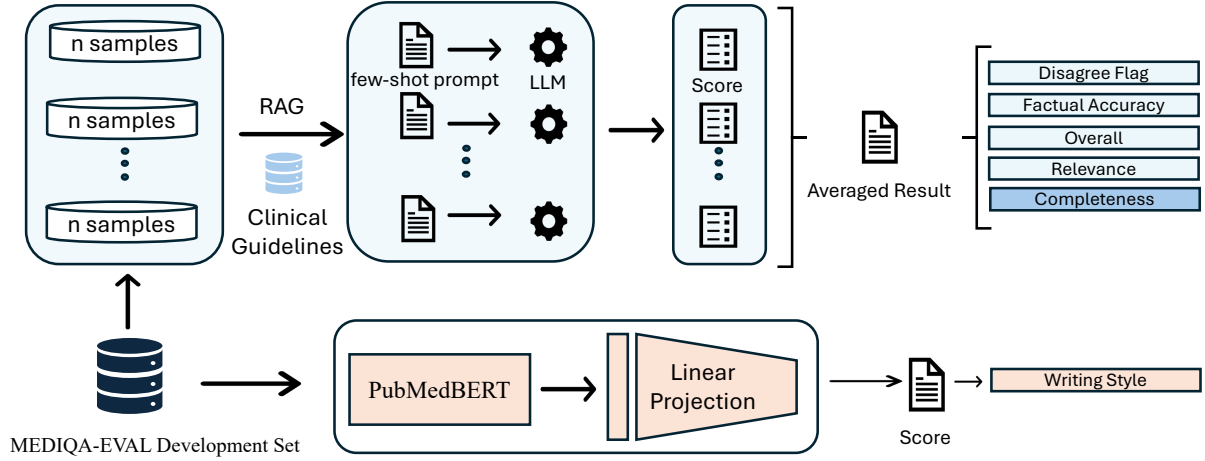 n samples
n samples
n samples
RAG
Clinical
Guidelines
few-shot prompt
LLM
Score
Averaged Result
Disagree Flag
Factual Accuracy
Overall
Relevance
Completeness
MEDIQA-EVAL Development Set
PubMedBERT
Linear
Projection
Score
Writing Style